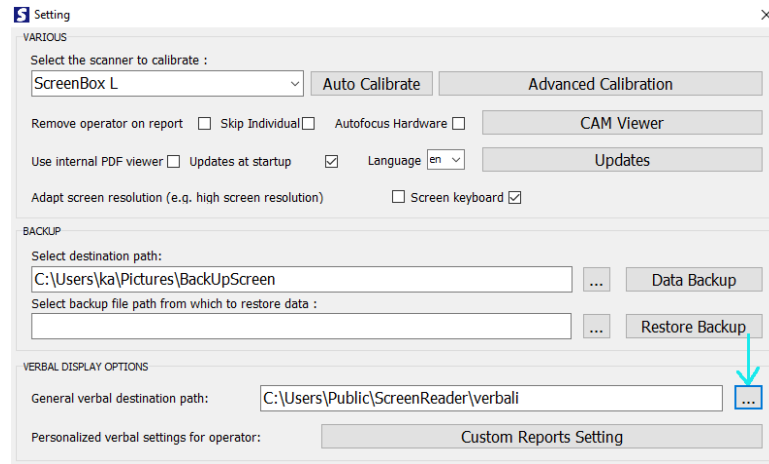 Setting
VARIOUS
Select the scanner to calibrate :
ScreenBox L Auto Calibrate Advanced Calibration
Remove operator on report Skip Individual Autofocus Hardware CAM Viewer
Use internal PDF viewer Updates at startup Language en Updates
Adapt screen resolution (e.g. high screen resolution) Screen keyboard
BACKUP
Select destination path:
C:\Users\ka\Pictures\BackUpScreen ... Data Backup
Select backup file path from which to restore data :
... Restore Backup
VERBAL DISPLAY OPTIONS
General verbal destination path: C:\Users\Public\ScreenReader\verbali ...
Personalized verbal settings for operator: Custom Reports Setting